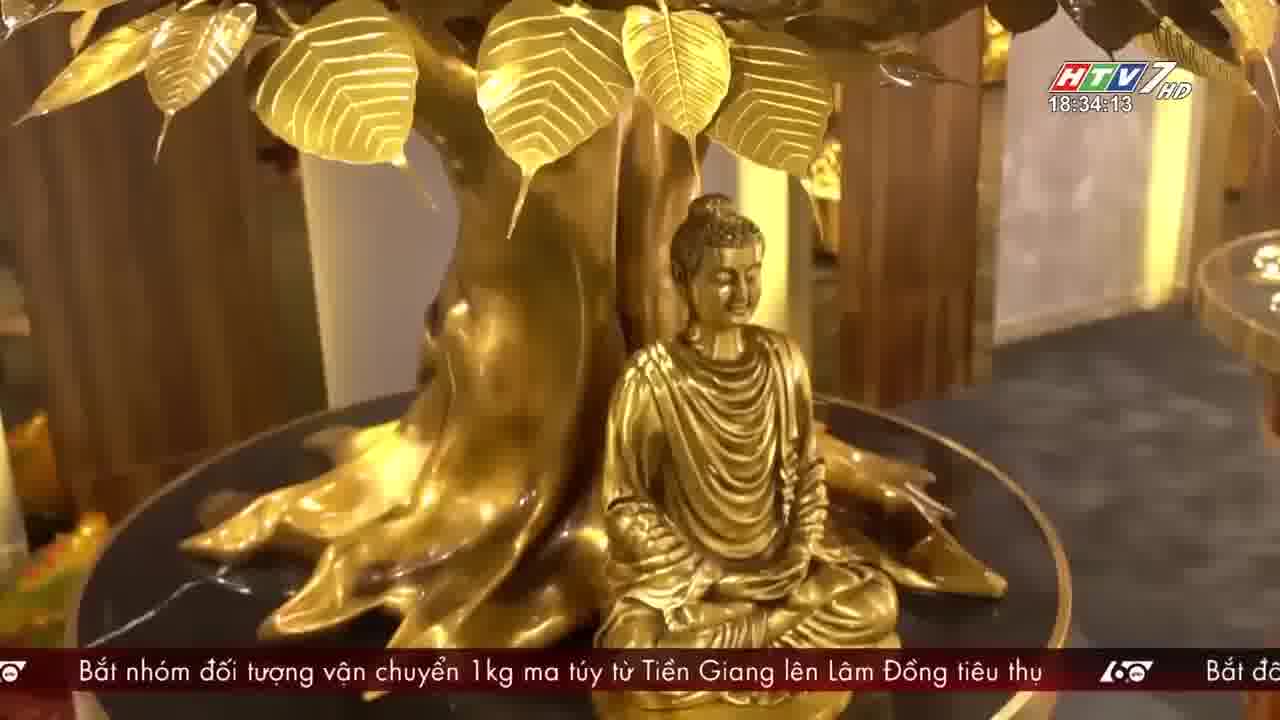 HTV7 HD
18:34:13
Bắt nhóm đối tượng vận chuyển 1kg ma túy từ Tiền Giang lên Lâm Đồng tiêu thụ
60
Bắt